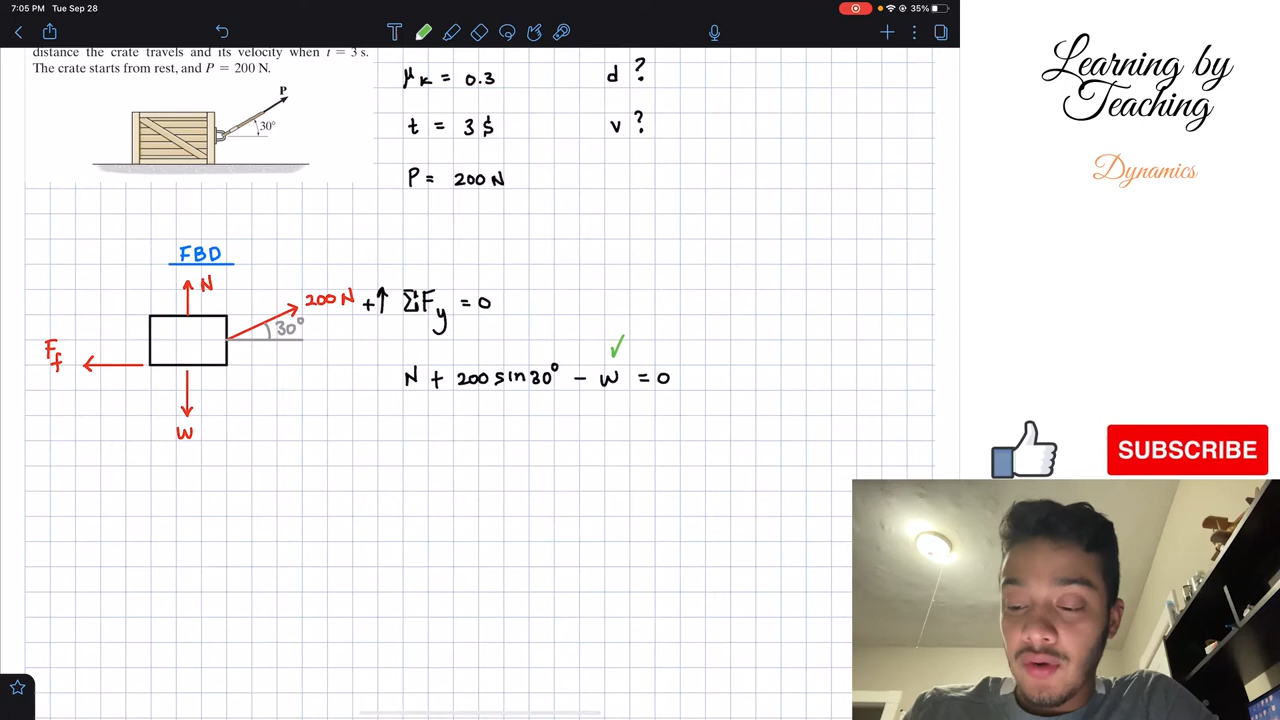 7:05 PM Tue Sep 28
35%
distance the crate travels and its velocity when t = 3 s.
The crate starts from rest, and P = 200 N.
P
30°
μk = 0.3
d ?
t = 3 s
v ?
P = 200 N
FBD
N
200 N
30°
Ff
W
+↑ ΣFy = 0
✓
N + 200 sin 30° - W = 0
Learning by
Teaching
Dynamics
SUBSCRIBE